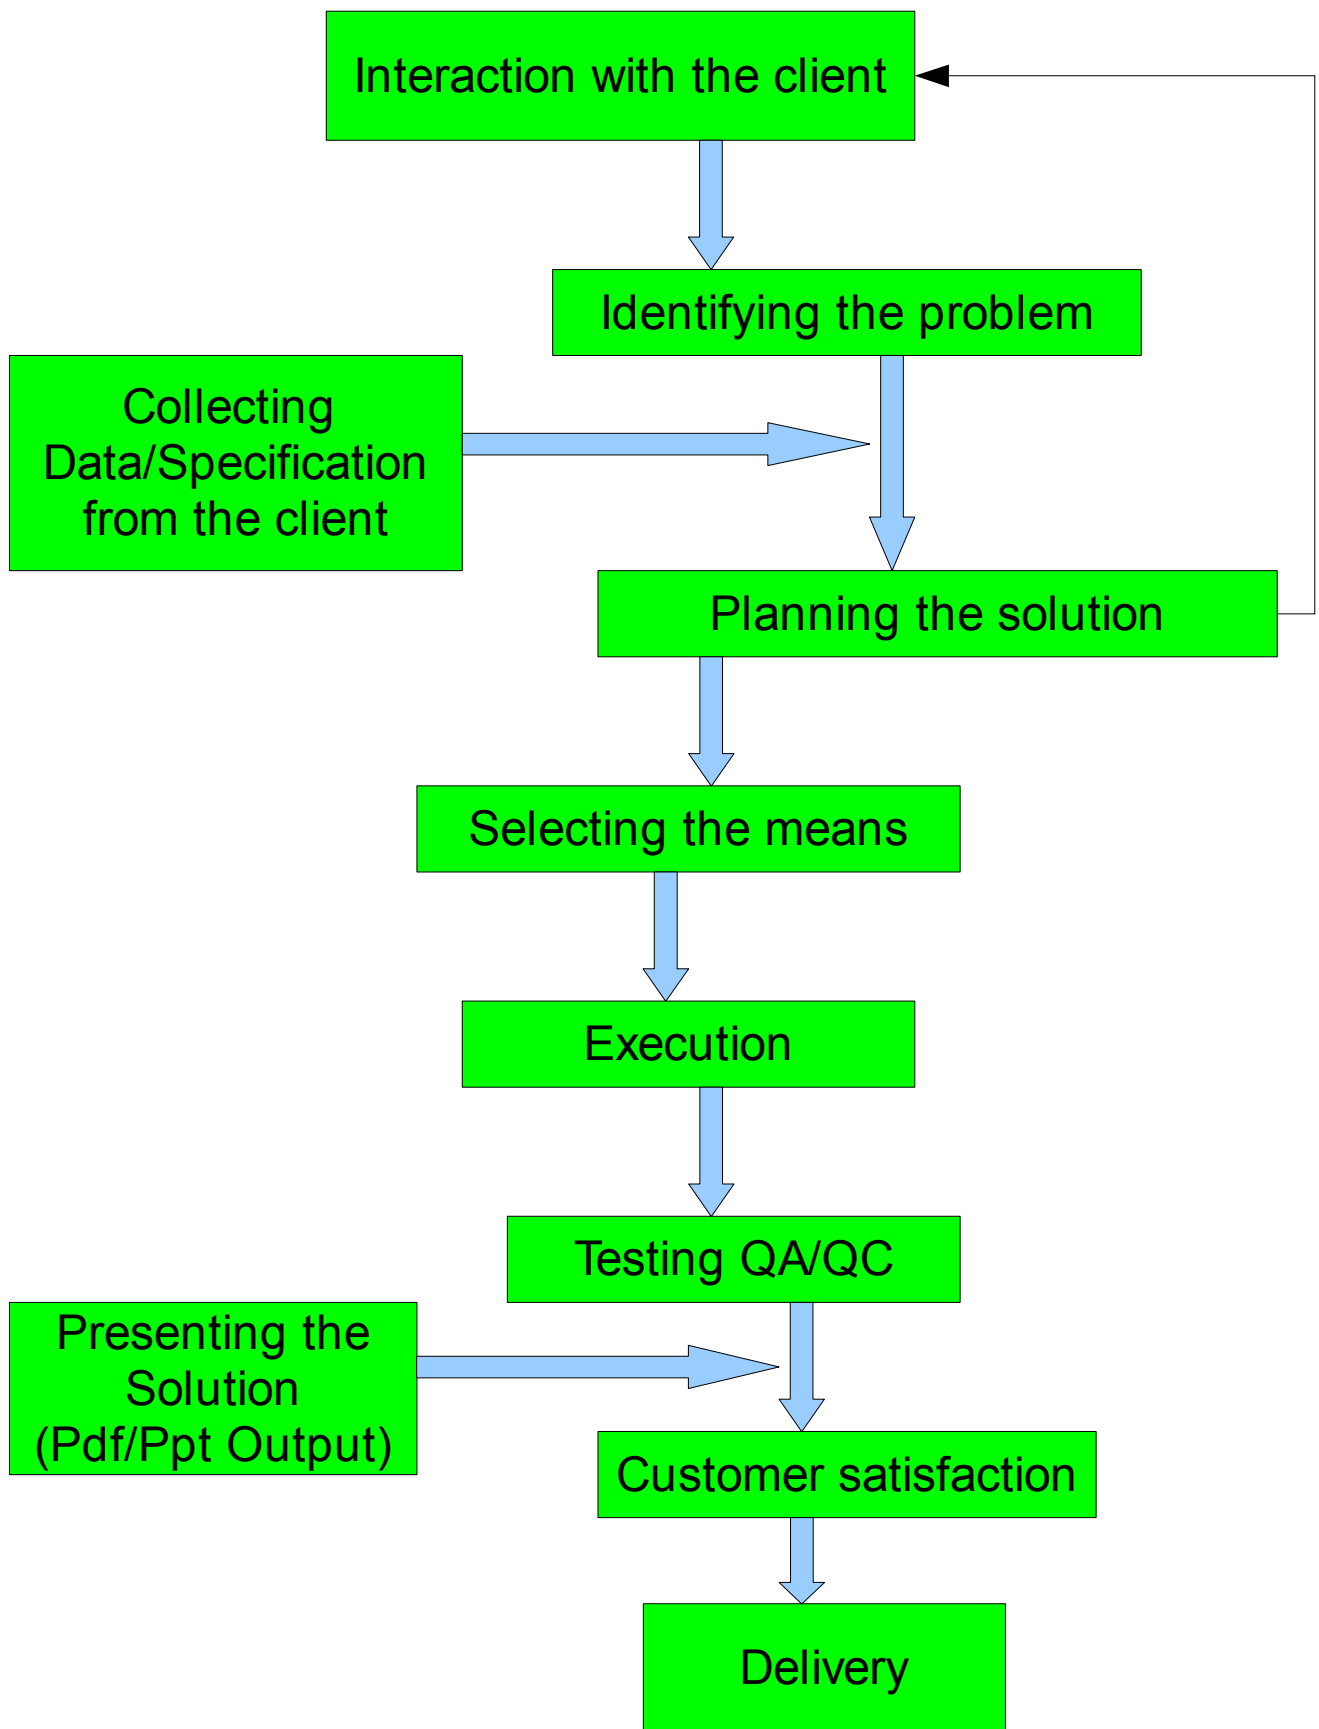 Interaction with the client
Identifying the problem
Collecting
Data/Specification
from the client
Planning the solution
Selecting the means
Execution
Testing QA/QC
Presenting the
Solution
(Pdf/Ppt Output)
Customer satisfaction
Delivery